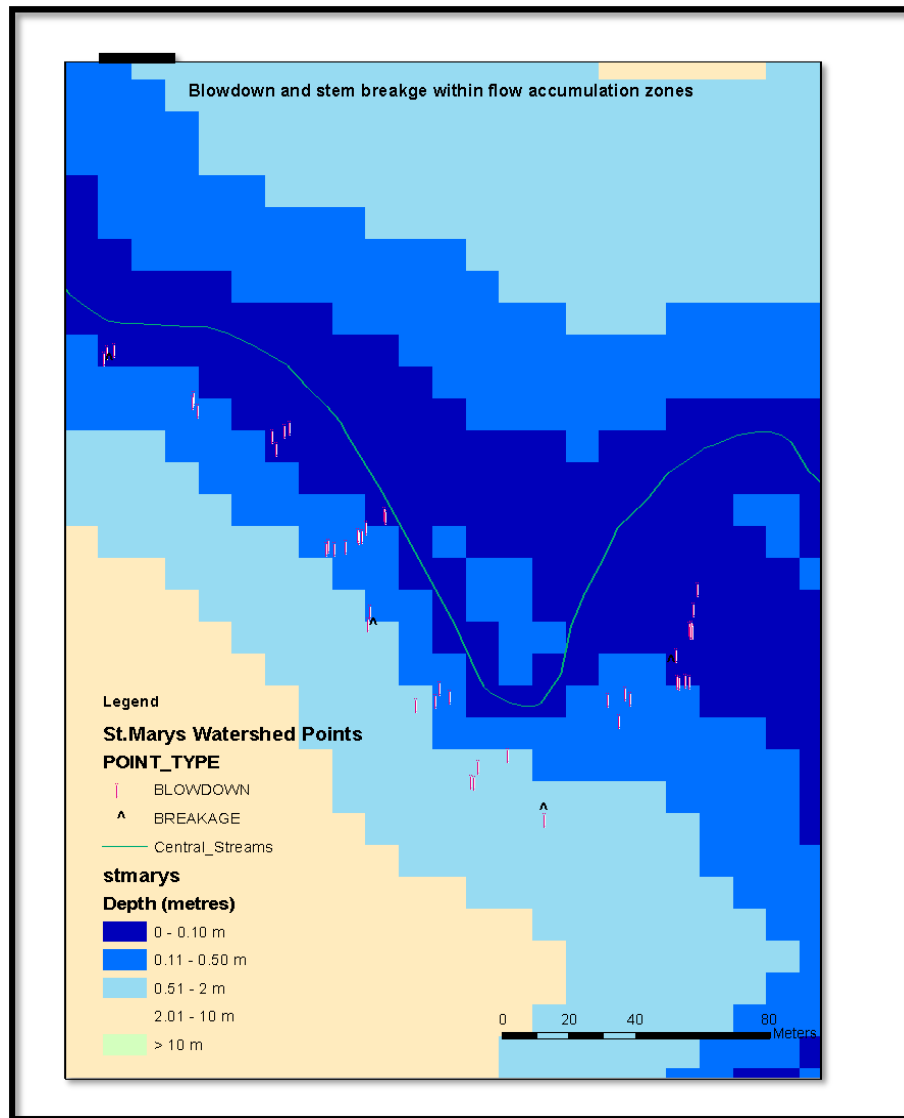 Blowdown and stem breakge within flow accumulation zones
Legend
St.Marys Watershed Points
POINT_TYPE
BLOWDOWN
^ BREAKAGE
Central_Streams
stmarys
Depth (metres)
0 - 0.10 m
0.11 - 0.50 m
0.51 - 2 m
2.01 - 10 m
> 10 m
0 20 40 80
Meters